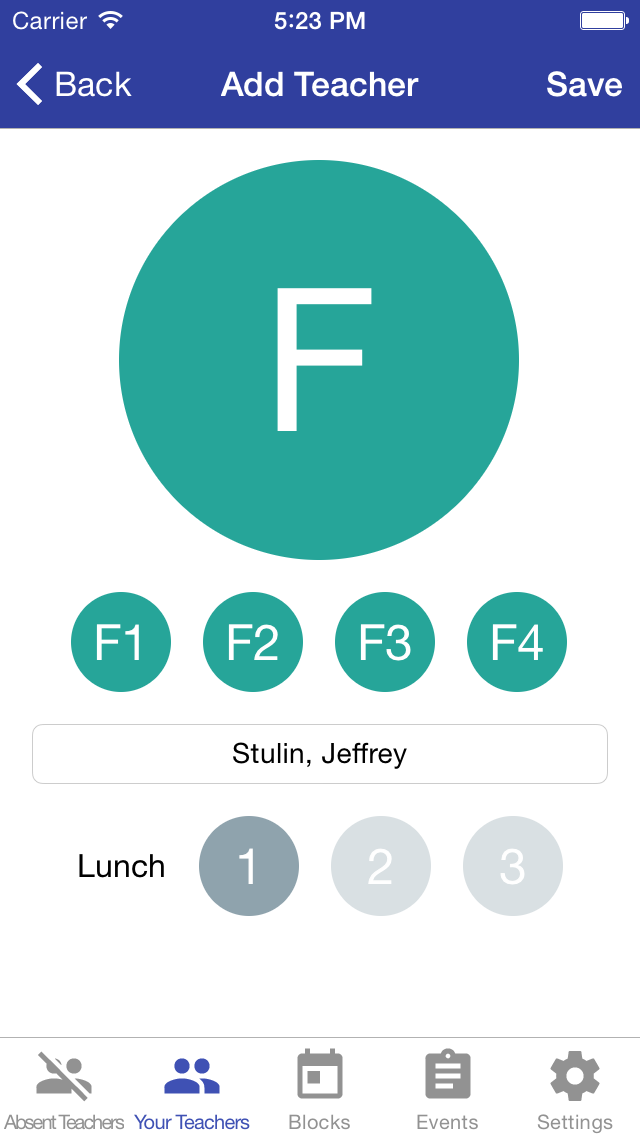 Carrier 5:23 PM
Back Add Teacher Save
F
F1 F2 F3 F4
Stulin, Jeffrey
Lunch 1 2 3
Absent Teachers Your Teachers Blocks Events Settings